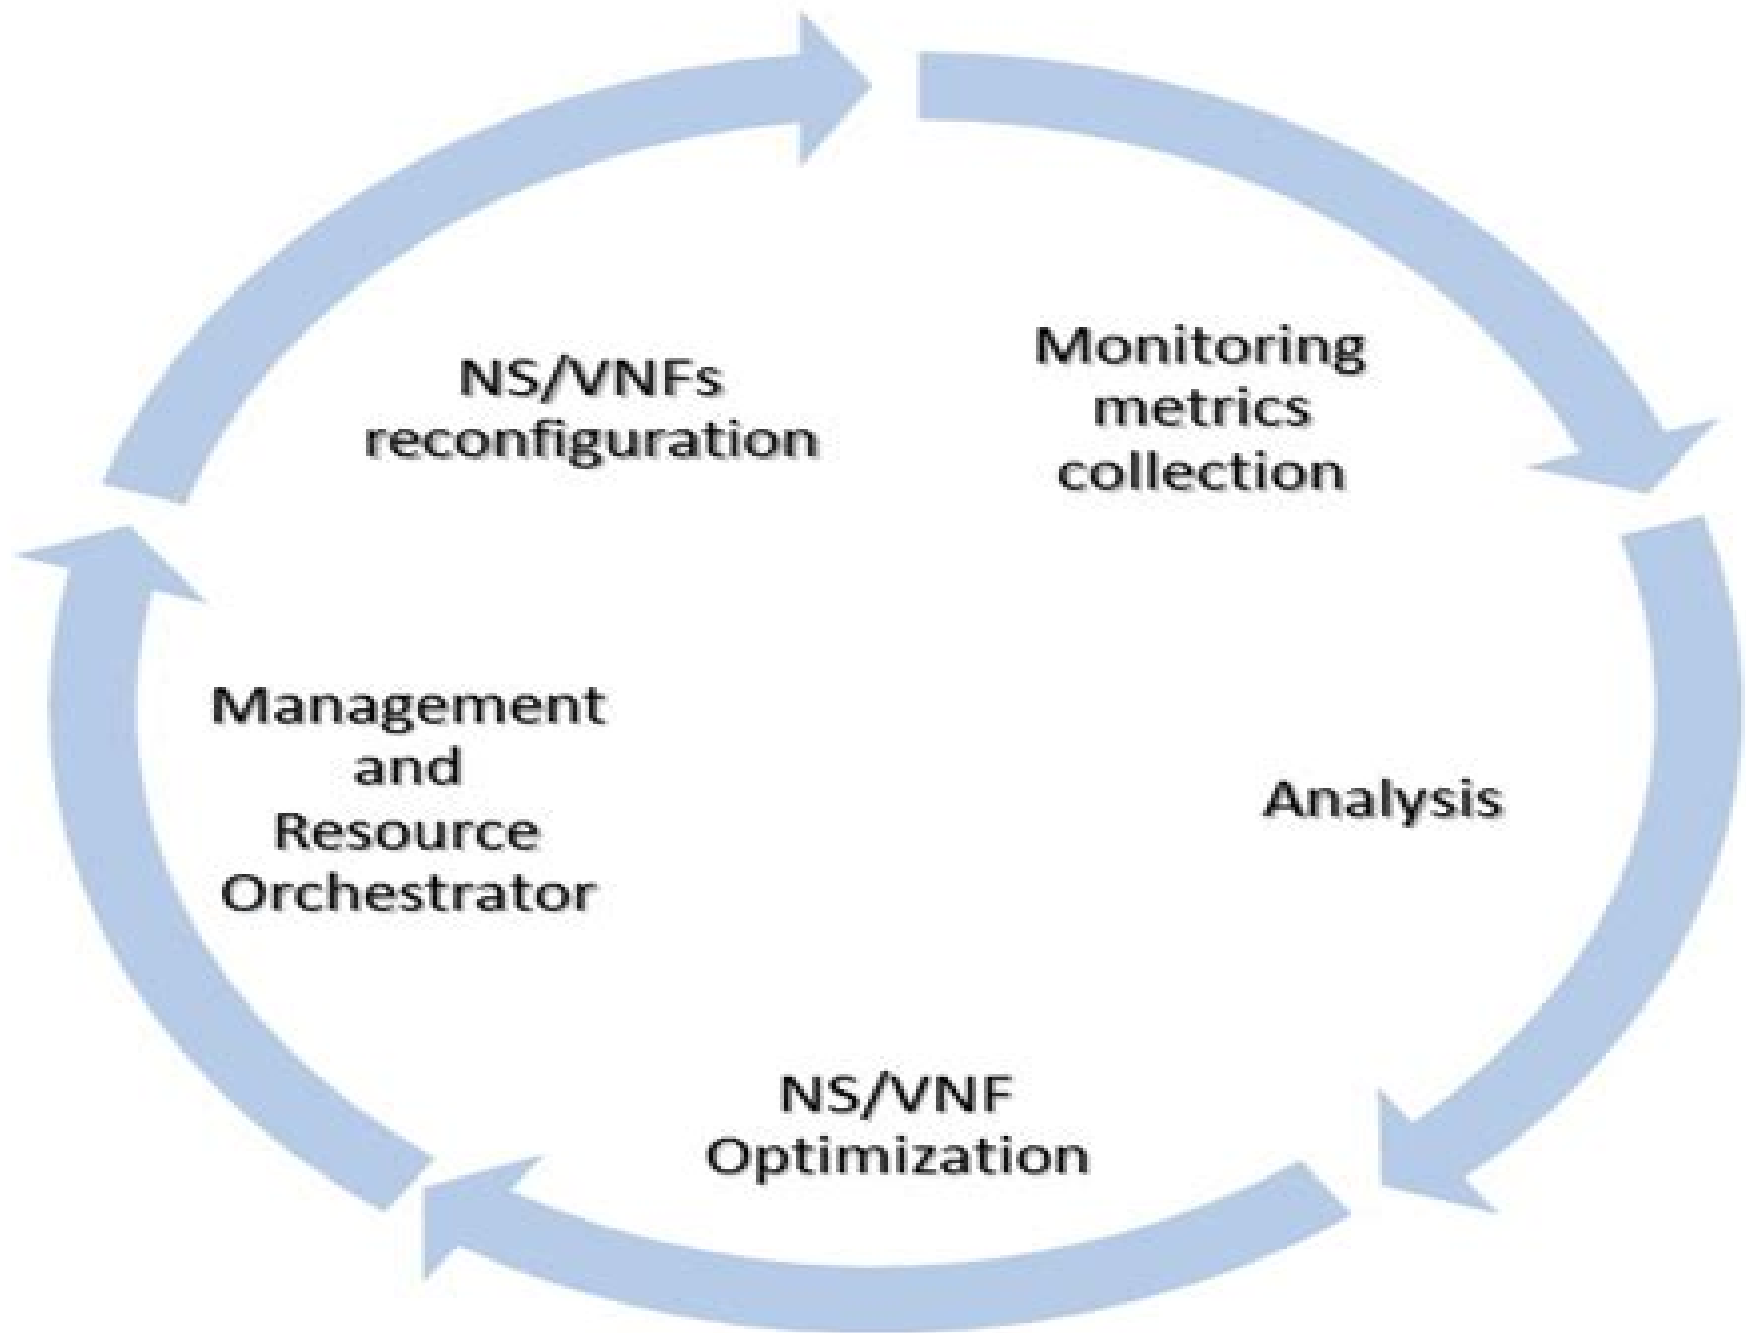 NS/VNFs
reconfiguration
Monitoring
metrics
collection
Management
and
Resource
Orchestrator
Analysis
NS/VNF
Optimization